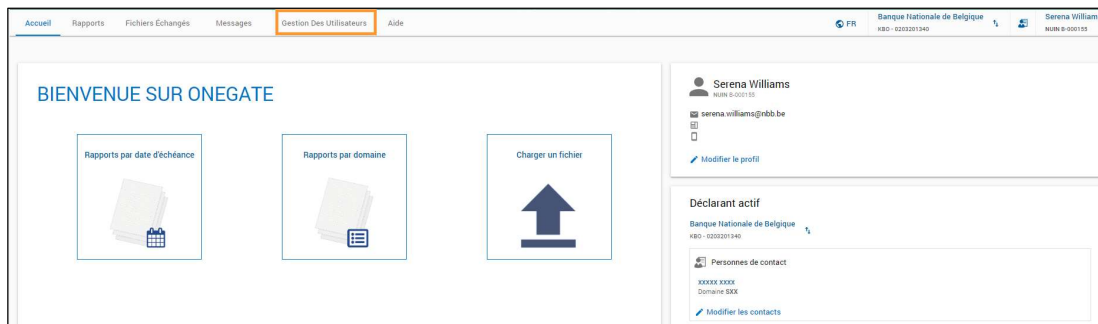 Accueil Rapports Fichiers Échangés Messages Gestion Des Utilisateurs Aide FR Banque Nationale de Belgique Serena William
KBO - 0203201340 NUIN B-000155
BIENVENUE SUR ONEGATE
Rapports par date d'échéance Rapports par domaine Charger un fichier
Serena Williams
NUIN B-000155
serena.williams@nbb.be
Modifier le profil
Déclarant actif
Banque Nationale de Belgique
KBO - 0203201340
Personnes de contact
XXXXX XXXX
Domaine SXX
Modifier les contacts